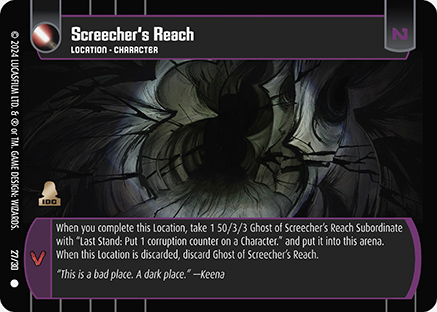 Screecher's Reach
LOCATION - CHARACTER
N
© 2024 LUCASFILM LTD. & ® or TM. GAME DESIGN: WIZARDS.
IDC
27/30
V
When you complete this Location, take 1 50/3/3 Ghost of Screecher's Reach Subordinate
with "Last Stand: Put 1 corruption counter on a Character." and put it into this arena.
When this Location is discarded, discard Ghost of Screecher's Reach.
"This is a bad place. A dark place." —Keena